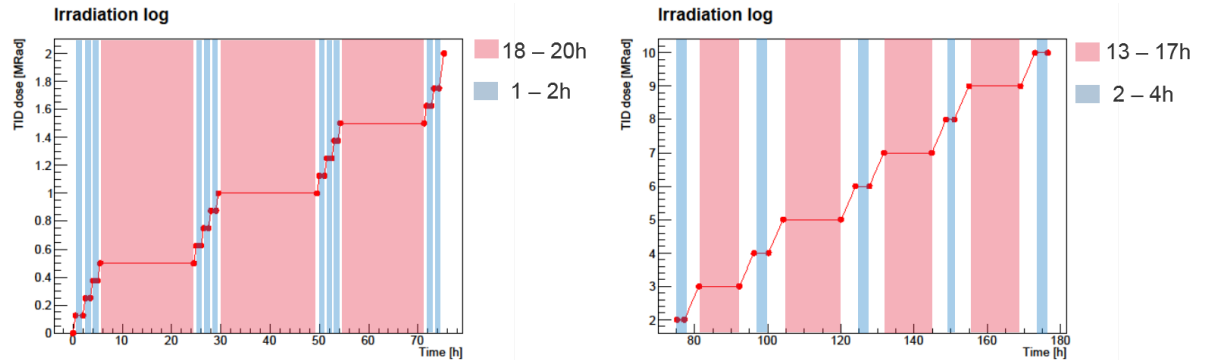 Irradiation log
TID dose [MRad]
2
1.8
1.6
1.4
1.2
1
0.8
0.6
0.4
0.2
0
0 10 20 30 40 50 60 70
Time [h]
18 – 20h
1 – 2h
Irradiation log
TID dose [MRad]
10
9
8
7
6
5
4
3
2
80 100 120 140 160 180
Time [h]
13 – 17h
2 – 4h